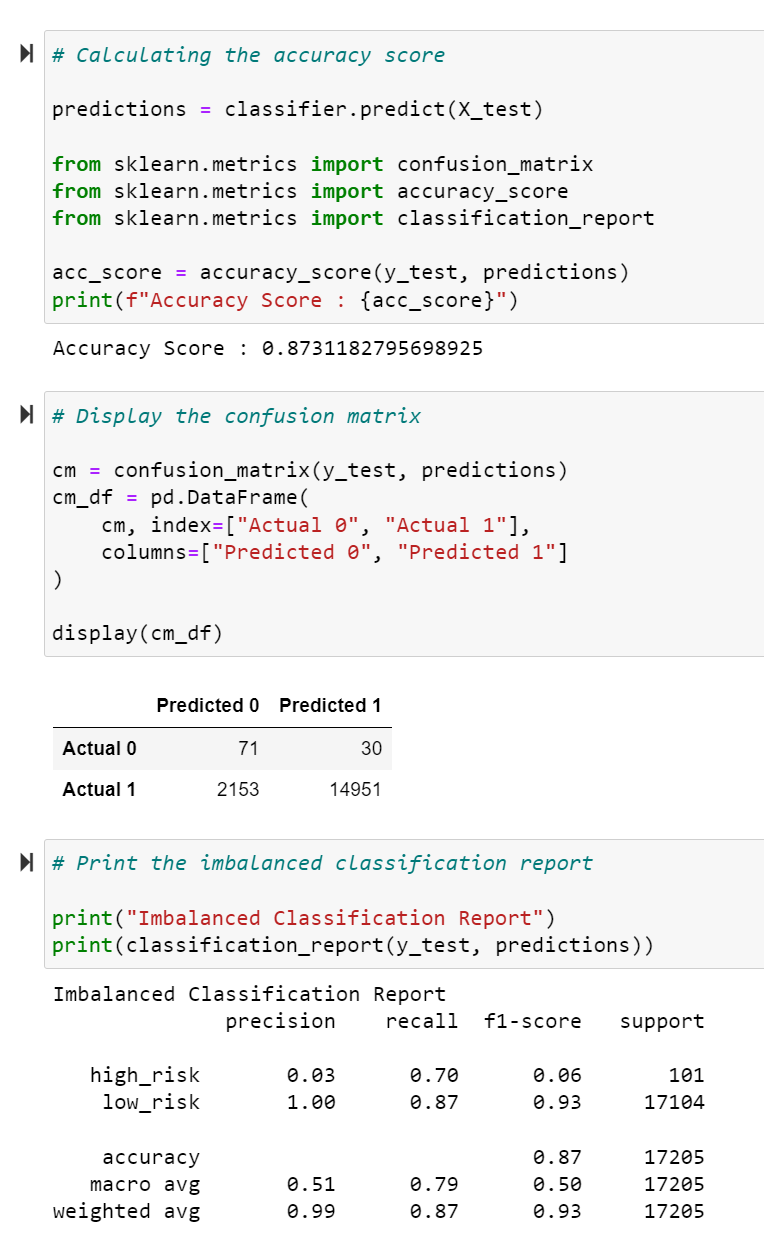 # Calculating the accuracy score
predictions = classifier.predict(X_test)
from sklearn.metrics import confusion_matrix
from sklearn.metrics import accuracy_score
from sklearn.metrics import classification_report
acc_score = accuracy_score(y_test, predictions)
print(f"Accuracy Score : {acc_score}")
Accuracy Score : 0.8731182795698925
# Display the confusion matrix
cm = confusion_matrix(y_test, predictions)
cm_df = pd.DataFrame(
    cm, index=["Actual 0", "Actual 1"],
    columns=["Predicted 0", "Predicted 1"]
)
display(cm_df)
Predicted 0 Predicted 1
Actual 0 71 30
Actual 1 2153 14951
# Print the imbalanced classification report
print("Imbalanced Classification Report")
print(classification_report(y_test, predictions))
Imbalanced Classification Report
precision recall f1-score support
high_risk 0.03 0.70 0.06 101
low_risk 1.00 0.87 0.93 17104
accuracy 0.87 17205
macro avg 0.51 0.79 0.50 17205
weighted avg 0.99 0.87 0.93 17205